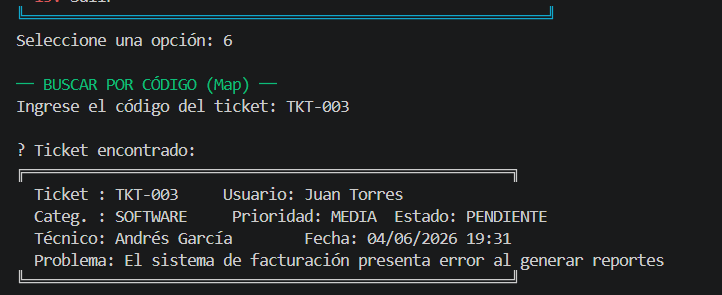 Seleccione una opción: 6
── BUSCAR POR CÓDIGO (Map) ──
Ingrese el código del ticket: TKT-003
? Ticket encontrado:
Ticket : TKT-003     Usuario: Juan Torres
Categ. : SOFTWARE     Prioridad: MEDIA  Estado: PENDIENTE
Técnico: Andrés García        Fecha: 04/06/2026 19:31
Problema: El sistema de facturación presenta error al generar reportes